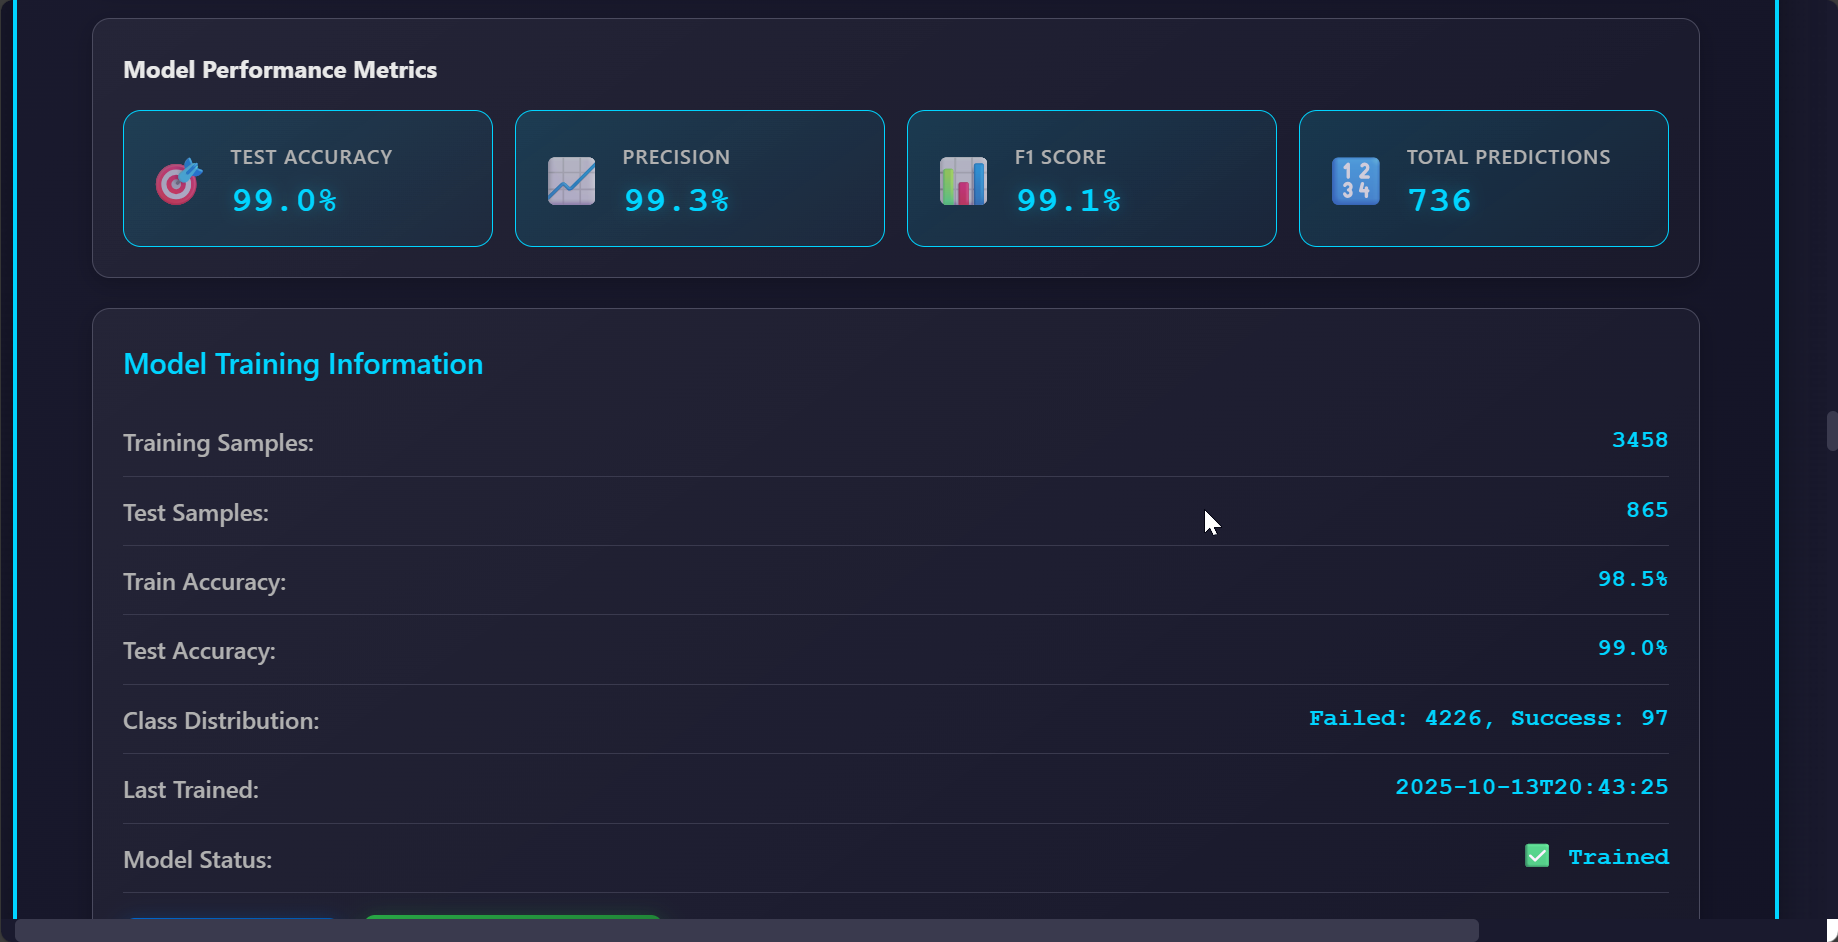 Model Performance Metrics
TEST ACCURACY
99.0%
PRECISION
99.3%
F1 SCORE
99.1%
1 2
3 4
TOTAL PREDICTIONS
736
Model Training Information
Training Samples: 3458
Test Samples: 865
Train Accuracy: 98.5%
Test Accuracy: 99.0%
Class Distribution: Failed: 4226, Success: 97
Last Trained: 2025-10-13T20:43:25
Model Status: ✅ Trained